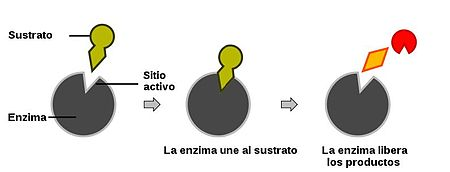 Sustrato
Sitio
activo
Enzima
La enzima une al sustrato
La enzima libera
los productos